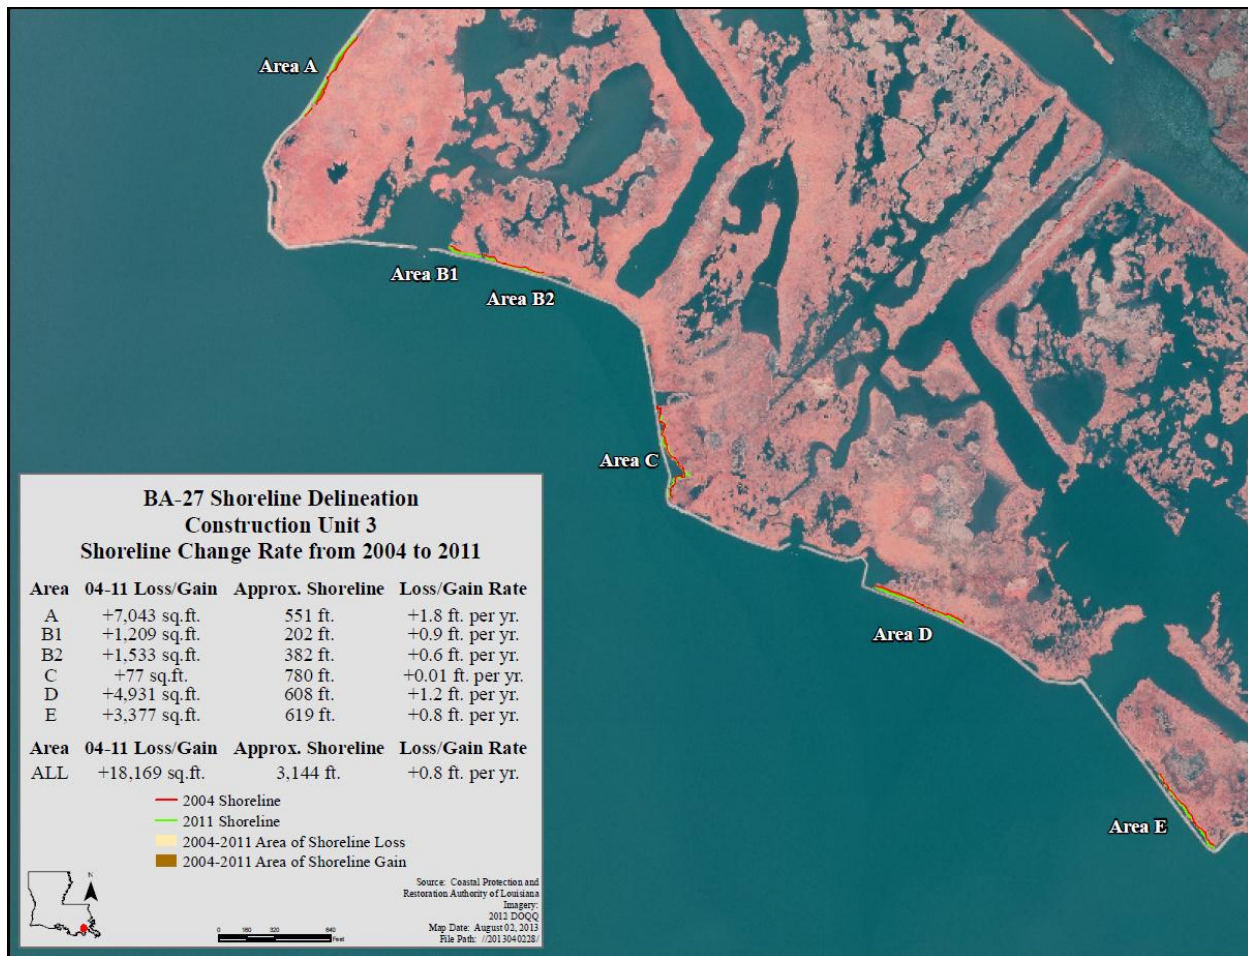 Area A
Area B1
Area B2
Area C
Area D
Area E
BA-27 Shoreline Delineation
Construction Unit 3
Shoreline Change Rate from 2004 to 2011
Area 04-11 Loss/Gain Approx. Shoreline Loss/Gain Rate
A +7,043 sq.ft. 551 ft. +1.8 ft. per yr.
B1 +1,209 sq.ft. 202 ft. +0.9 ft. per yr.
B2 +1,533 sq.ft. 382 ft. +0.6 ft. per yr.
C +77 sq.ft. 780 ft. +0.01 ft. per yr.
D +4,931 sq.ft. 608 ft. +1.2 ft. per yr.
E +3,377 sq.ft. 619 ft. +0.8 ft. per yr.
Area 04-11 Loss/Gain Approx. Shoreline Loss/Gain Rate
ALL +18,169 sq.ft. 3,144 ft. +0.8 ft. per yr.
2004 Shoreline
2011 Shoreline
2004-2011 Area of Shoreline Loss
2004-2011 Area of Shoreline Gain
N
0 160 320 640
Feet
Source: Coastal Protection and
Restoration Authority of Louisiana
Imagery:
2012 DOQQ
Map Date: August 02, 2013
File Path: //2013040228/